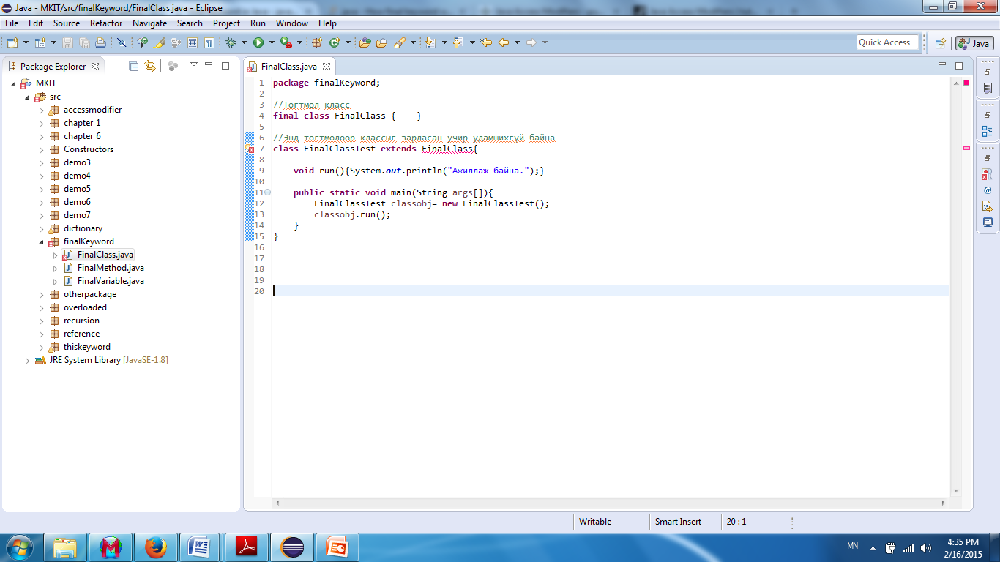 Java - MKIT/src/finalKeyword/FinalClass.java - Eclipse
File Edit Source Refactor Navigate Search Project Run Window Help
Quick Access
Java
Package Explorer
MKIT
src
accessmodifier
chapter_1
chapter_6
Constructors
demo3
demo4
demo5
demo6
demo7
dictionary
finalKeyword
FinalClass.java
FinalMethod.java
FinalVariable.java
otherpackage
overloaded
recursion
reference
thiskeyword
JRE System Library [JavaSE-1.8]
FinalClass.java
1 package finalKeyword;
2
3 //Тогтмол класс
4 final class FinalClass {    }
5
6 //Энд тогтмолоор классыг зарласан учир удамшихгүй байна
7 class FinalClassTest extends FinalClass{
8
9     void run(){System.out.println("Ажиллаж байна.");}
10
11     public static void main(String args[]){
12         FinalClassTest classobj= new FinalClassTest();
13         classobj.run();
14     }
15 }
16
17
18
19
20
Writable
Smart Insert
20 : 1
MN
4:35 PM
2/16/2015